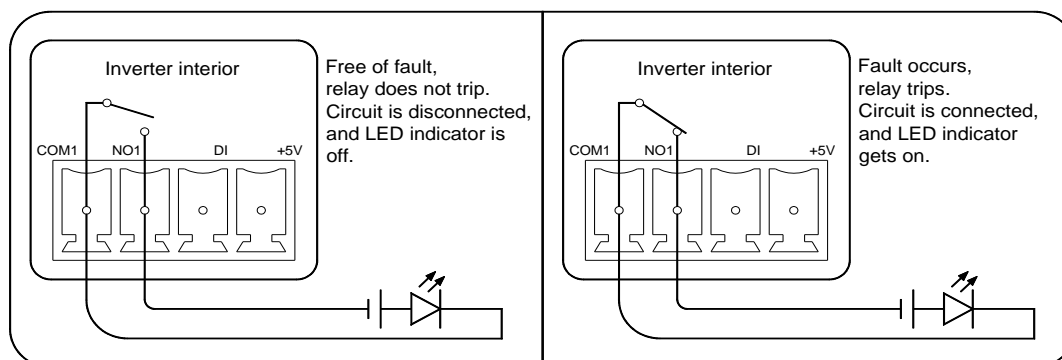 Inverter interior
Free of fault,
relay does not trip.
Circuit is disconnected,
and LED indicator is
off.
COM1 NO1 DI +5V
Inverter interior
Fault occurs,
relay trips.
Circuit is connected,
and LED indicator
gets on.
COM1 NO1 DI +5V